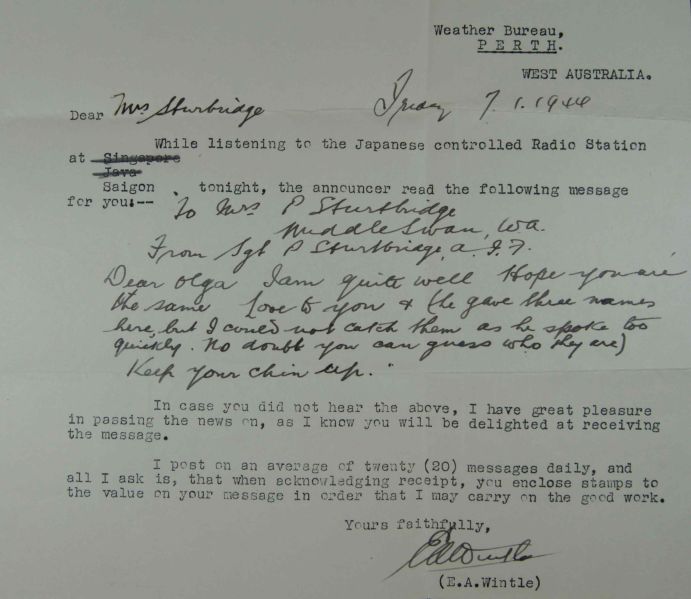 Weather Bureau,
PERTH.
WEST AUSTRALIA.
Dear Mrs Sturbridge Friday 7.1.1944
While listening to the Japanese controlled Radio Station
at Singapore
Java
Saigon , tonight, the announcer read the following message
for you:--
To Mrs P Sturtbridge
Middle Swan, WA.
From Sgt P Sturtbridge, A.I.F.
Dear Olga I am quite well Hope you are
the same Love to you & (he gave three names
here, but I could not catch them as he spoke too
quickly. No doubt you can guess who they are)
Keep your chin up."
In case you did not hear the above, I have great pleasure
in passing the news on, as I know you will be delighted at receiving
the message.
I post on an average of twenty (20) messages daily, and
all I ask is, that when acknowledging receipt, you enclose stamps to
the value on your message in order that I may carry on the good work.
Yours faithfully,
EAWintle
(E.A.Wintle)